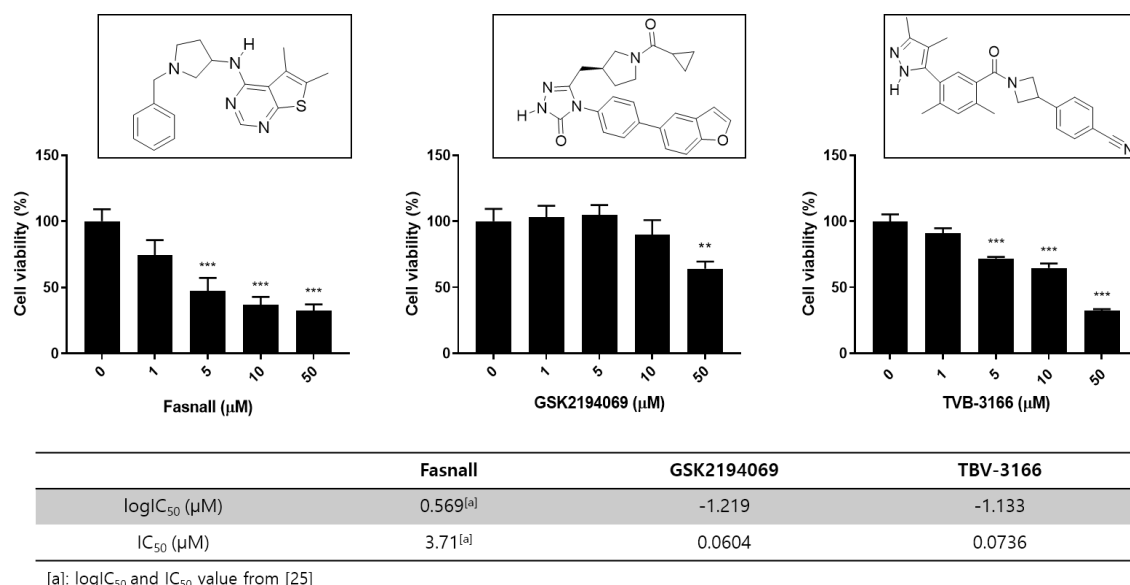 H
N
N
N
N
S
O
N
N
N
H
N
O
O
N
N
H
O
N
N
150
100
50
0
Cell viability (%)
***
***
***
0
1
5
10
50
Fasnall (μM)
150
100
50
0
Cell viability (%)
**
0
1
5
10
50
GSK2194069 (μM)
150
100
50
0
Cell viability (%)
***
***
***
0
1
5
10
50
TVB-3166 (μM)
Fasnall GSK2194069 TBV-3166
logIC50 (μM) 0.569[a] -1.219 -1.133
IC50 (μM) 3.71[a] 0.0604 0.0736
[a]: logIC50 and IC50 value from [25]